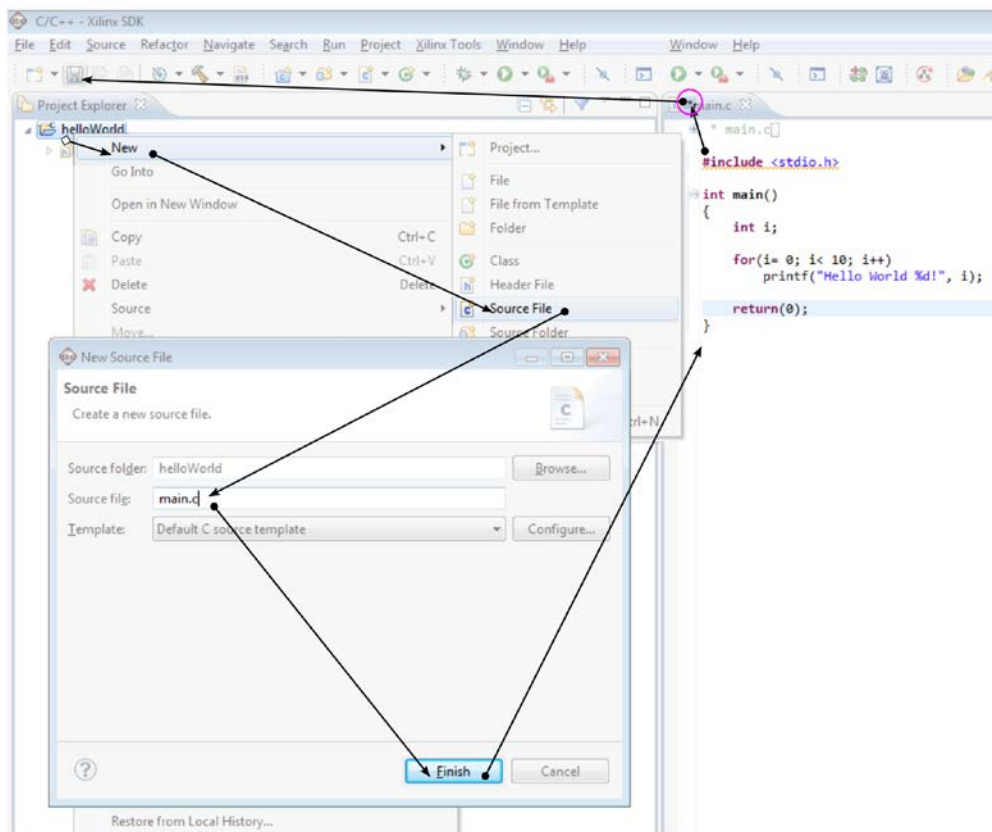 C/C++ - Xilinx SDK
File Edit Source Refactor Navigate Search Run Project Xilinx Tools Window Help
Window Help
Project Explorer
main.c
helloWorld
New
Go Into
Open in New Window
Copy Ctrl+C
Paste Ctrl+V
Delete Delete
Source
Move...
Project...
File
File from Template
Folder
Class
Header File
Source File
Source Folder
trl+N
* main.c
#include <stdio.h>
int main()
{
int i;
for(i= 0; i< 10; i++)
printf("Hello World %d!", i);
return(0);
}
New Source File
Source File
Create a new source file.
Source folder: helloWorld Browse...
Source file: main.c
Template: Default C source template Configure...
Finish Cancel
Restore from Local History...